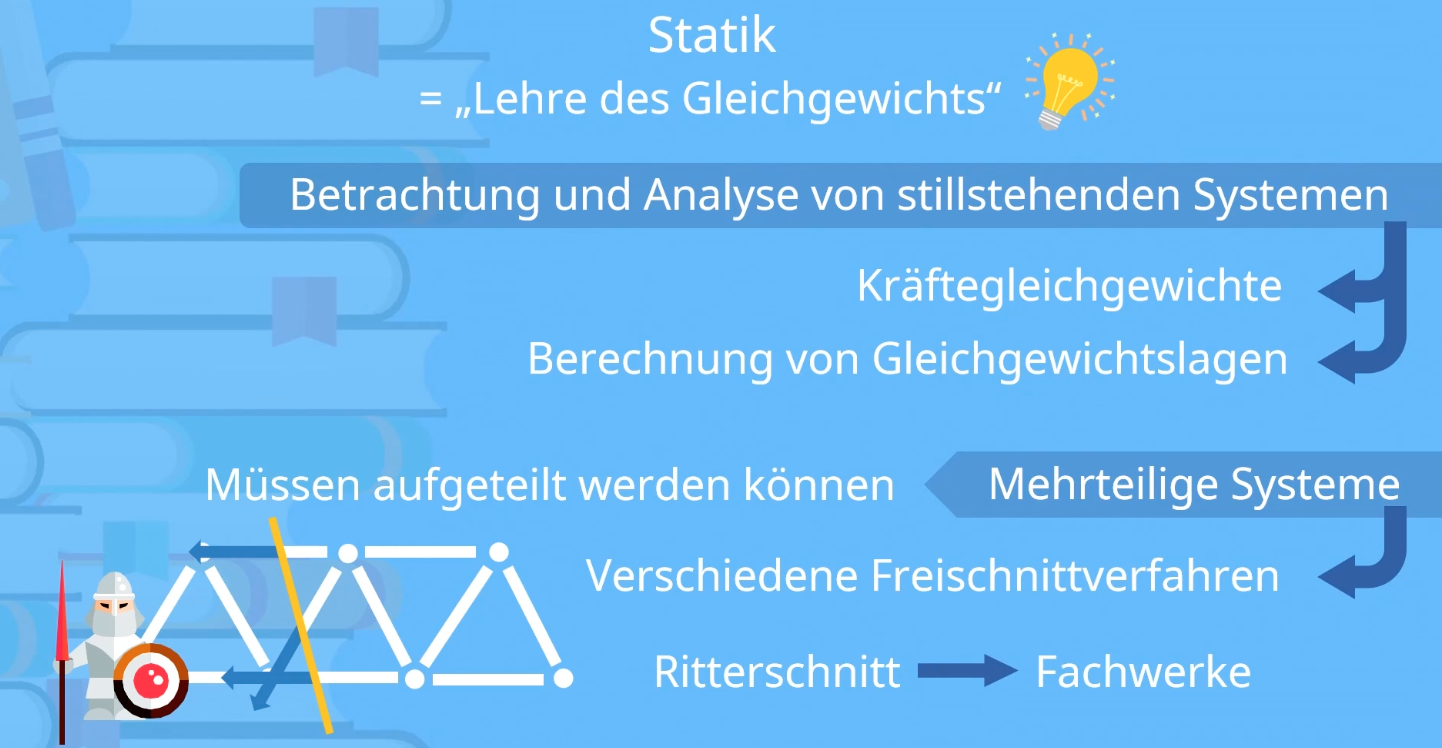 Statik
= „Lehre des Gleichgewichts“
Betrachtung und Analyse von stillstehenden Systemen
Kräftegleichgewichte
Berechnung von Gleichgewichtslagen
Müssen aufgeteilt werden können
Mehrteilige Systeme
Verschiedene Freischnittverfahren
Ritterschnitt
Fachwerke